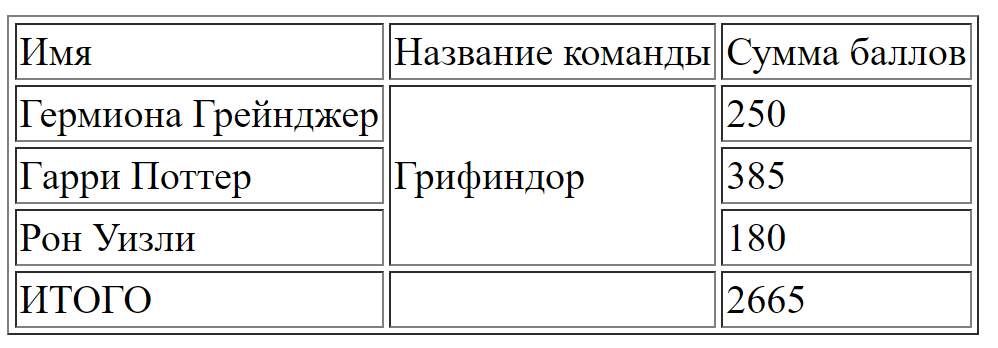 Имя Название команды Сумма баллов
Гермиона Грейнджер 250
Гарри Поттер Грифиндор 385
Рон Уизли 180
ИТОГО 2665